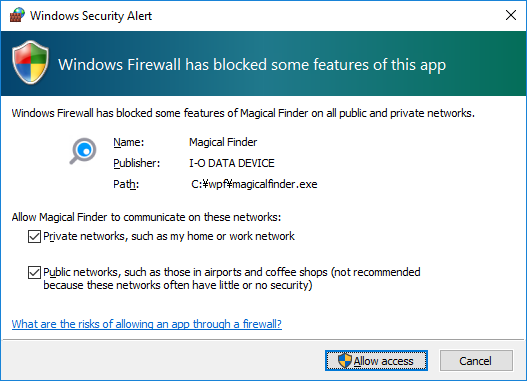 Windows Security Alert
Windows Firewall has blocked some features of this app
Windows Firewall has blocked some features of Magical Finder on all public and private networks.
Name: Magical Finder
Publisher: I-O DATA DEVICE
Path: C:¥wpf¥magicalfinder.exe
Allow Magical Finder to communicate on these networks:
Private networks, such as my home or work network
Public networks, such as those in airports and coffee shops (not recommended
because these networks often have little or no security)
What are the risks of allowing an app through a firewall?
Allow access Cancel